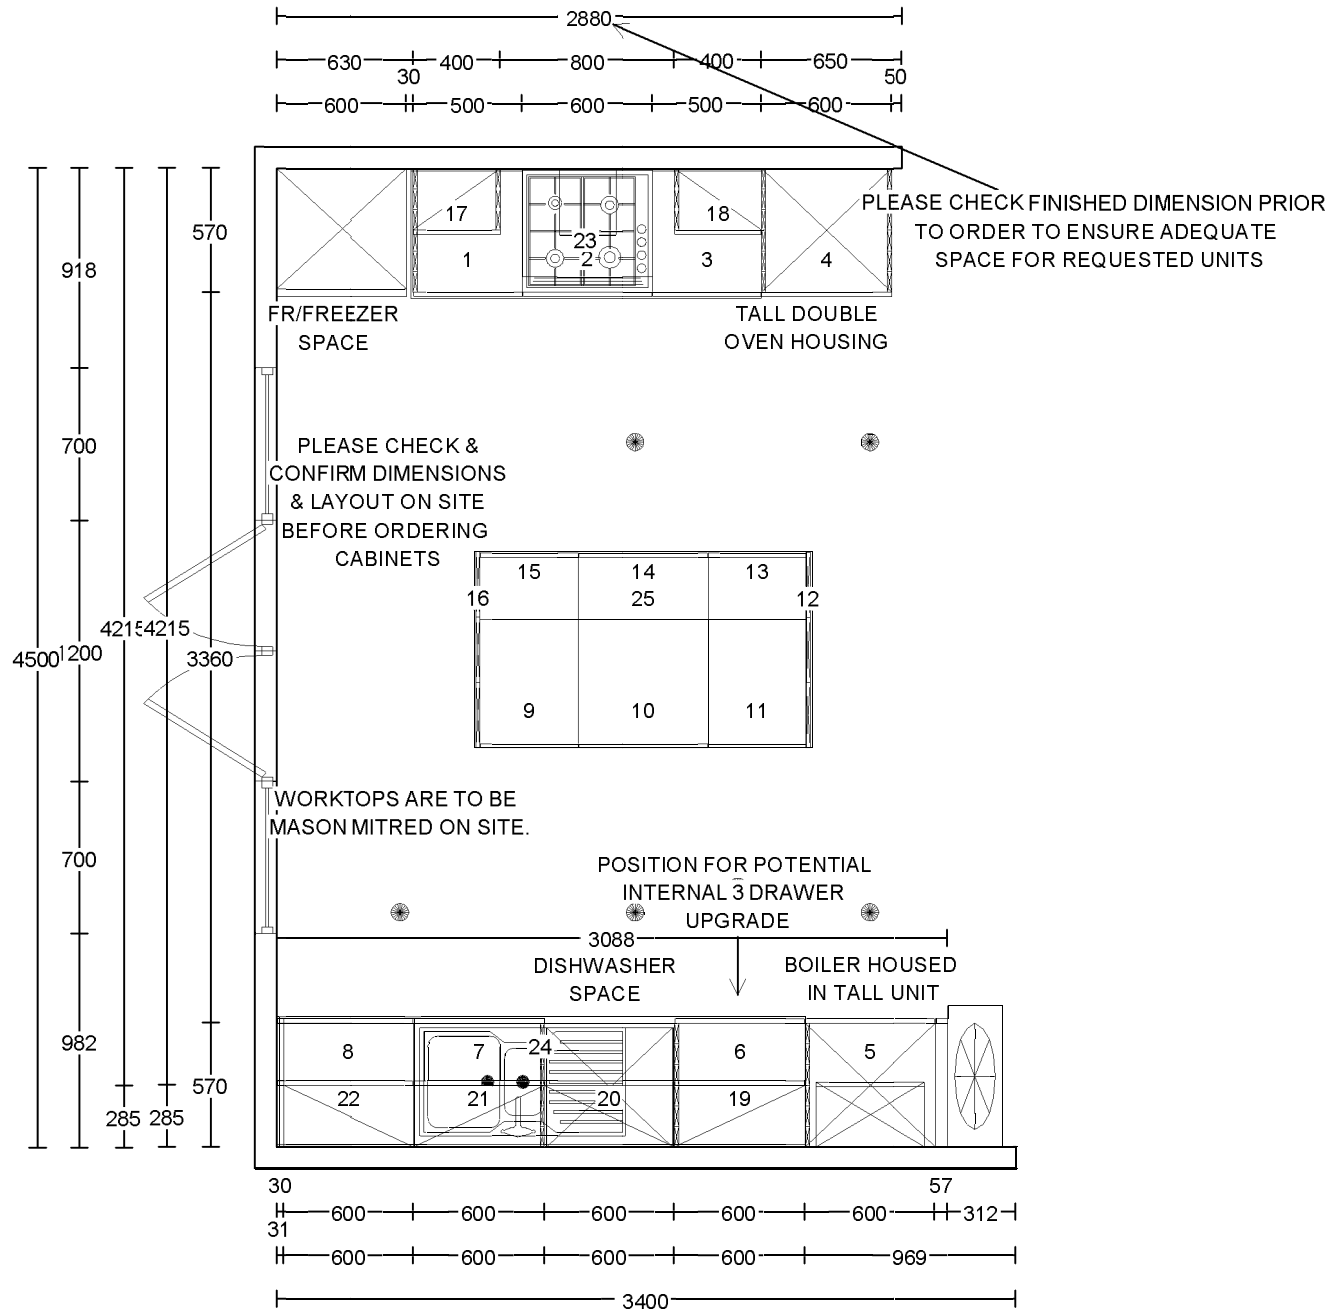 2880
630 400 800 400 650
30 50
600 500 600 500 600
17 18
23
1 2 3 4
PLEASE CHECK FINISHED DIMENSION PRIOR
TO ORDER TO ENSURE ADEQUATE
SPACE FOR REQUESTED UNITS
570
918
FR/FREEZER
SPACE
TALL DOUBLE
OVEN HOUSING
700
PLEASE CHECK &
CONFIRM DIMENSIONS
& LAYOUT ON SITE
BEFORE ORDERING
CABINETS
15 14 13
16 25 12
4215 4215
4500 1200 3360
9 10 11
WORKTOPS ARE TO BE
MASON MITRED ON SITE.
700
POSITION FOR POTENTIAL
INTERNAL 3 DRAWER
UPGRADE
3088
DISHWASHER
SPACE
BOILER HOUSED
IN TALL UNIT
982
8 7 24 6 5
570
22 21 20 19
285 285
30 57
600 600 600 600 600 312
31
600 600 600 600 969
3400